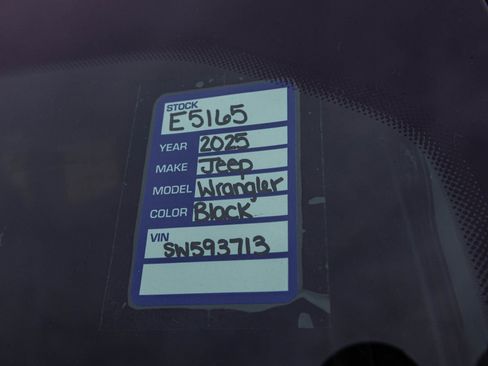 STOCK
E5165
YEAR 2025
MAKE Jeep
MODEL Wrangler
COLOR Black
VIN
SW593713